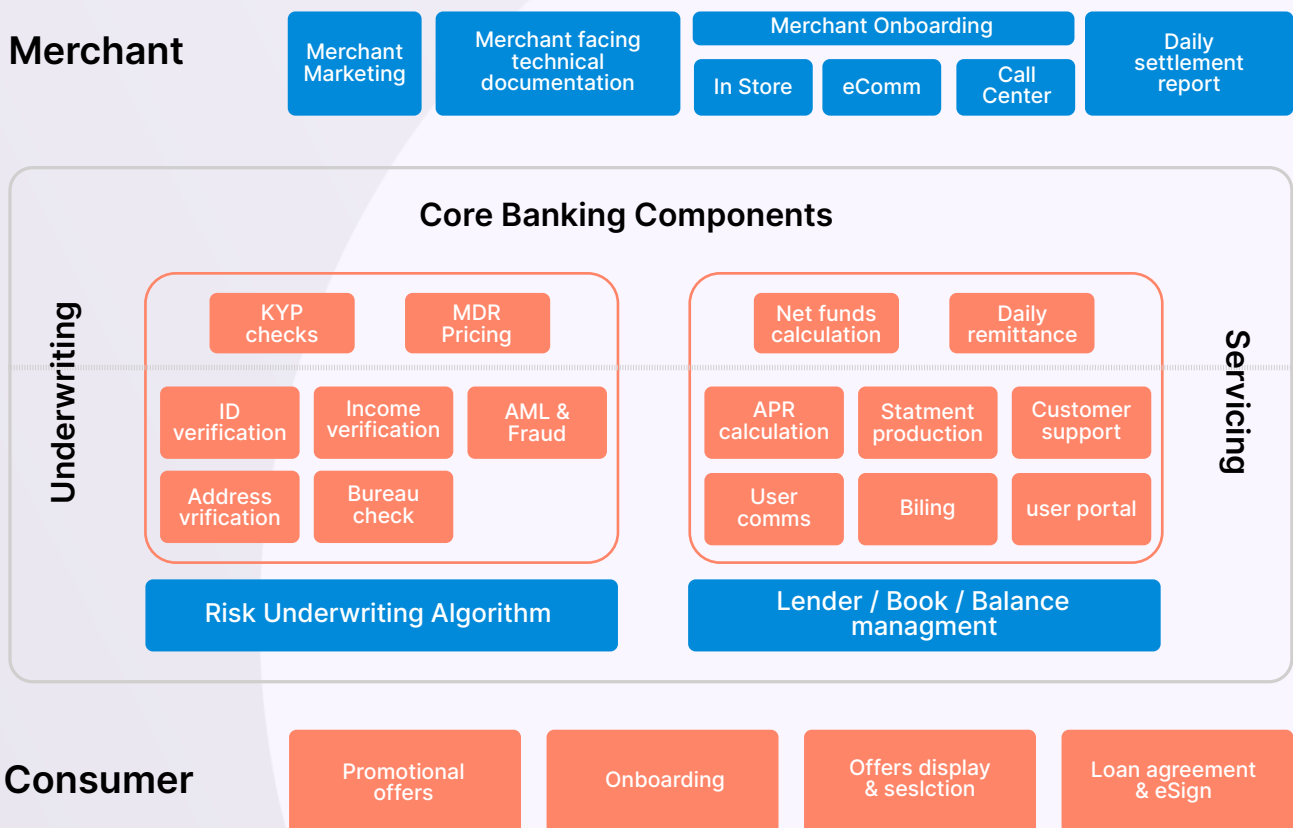 Merchant
Merchant
Marketing
Merchant facing
technical
documentation
Merchant Onboarding
In Store
eComm
Call
Center
Daily
settlement
report
Core Banking Components
Underwriting
KYP
checks
MDR
Pricing
ID
verification
Income
verification
AML &
Fraud
Address
vrification
Bureau
check
Risk Underwriting Algorithm
Net funds
calculation
Daily
remittance
APR
calculation
Statment
production
Customer
support
User
comms
Biling
user portal
Lender / Book / Balance
managment
Servicing
Consumer
Promotional
offers
Onboarding
Offers display
& seslction
Loan agreement
& eSign